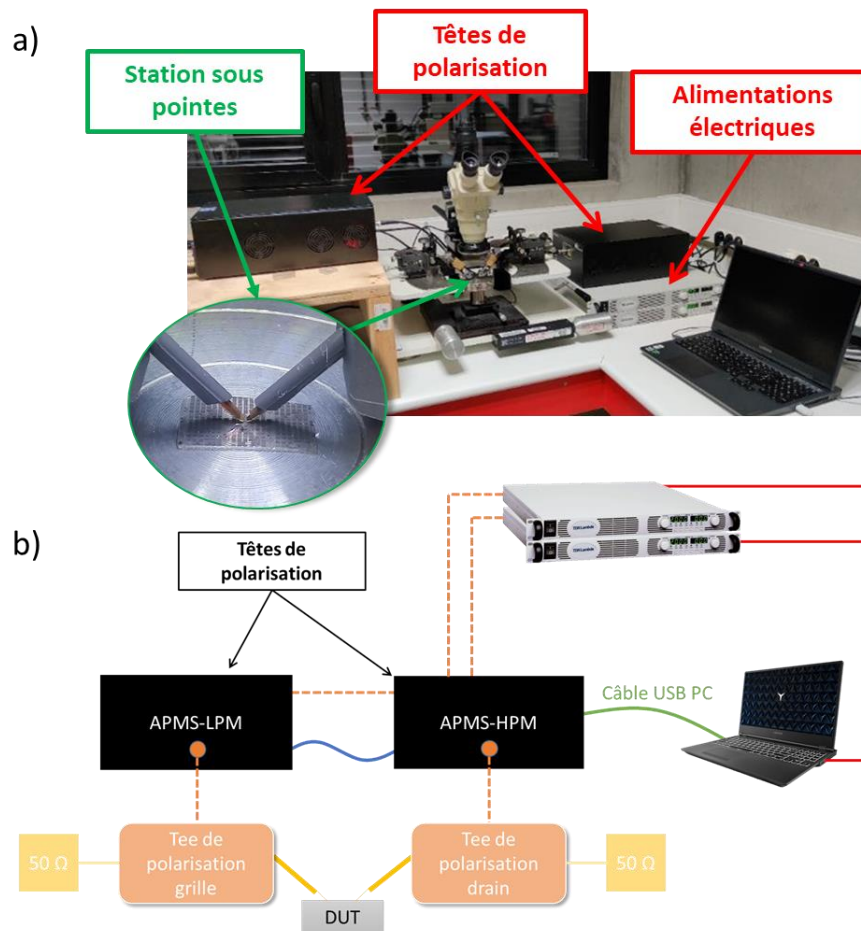 a)
Station sous
pointes
Têtes de
polarisation
Alimentations
électriques
b)
Têtes de
polarisation
APMS-LPM
APMS-HPM
Câble USB PC
50 Ω
Tee de
polarisation
grille
Tee de
polarisation
drain
50 Ω
DUT